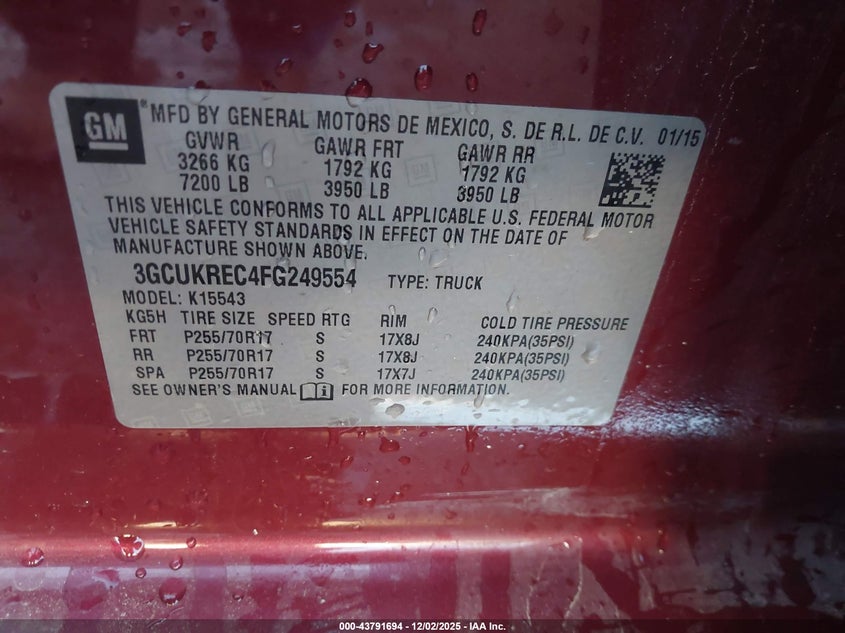 GM
® MFD BY GENERAL MOTORS DE MEXICO, S. DE R.L. DE C.V. 01/15
GVWR GAWR FRT GAWR RR
3266 KG 1792 KG 1792 KG
7200 LB 3950 LB 3950 LB
THIS VEHICLE CONFORMS TO ALL APPLICABLE U.S. FEDERAL MOTOR
VEHICLE SAFETY STANDARDS IN EFFECT ON THE DATE OF
MANUFACTURE SHOWN ABOVE.
3GCUKREC4FG249554 TYPE: TRUCK
MODEL: K15543
KG5H TIRE SIZE SPEED RTG RIM COLD TIRE PRESSURE
FRT P255/70R17 S 17X8J 240KPA(35PSI)
RR P255/70R17 S 17X8J 240KPA(35PSI)
SPA P255/70R17 S 17X7J 240KPA(35PSI)
SEE OWNER'S MANUAL i FOR MORE INFORMATION.
000-43791694 - 12/02/2025 - IAA Inc.